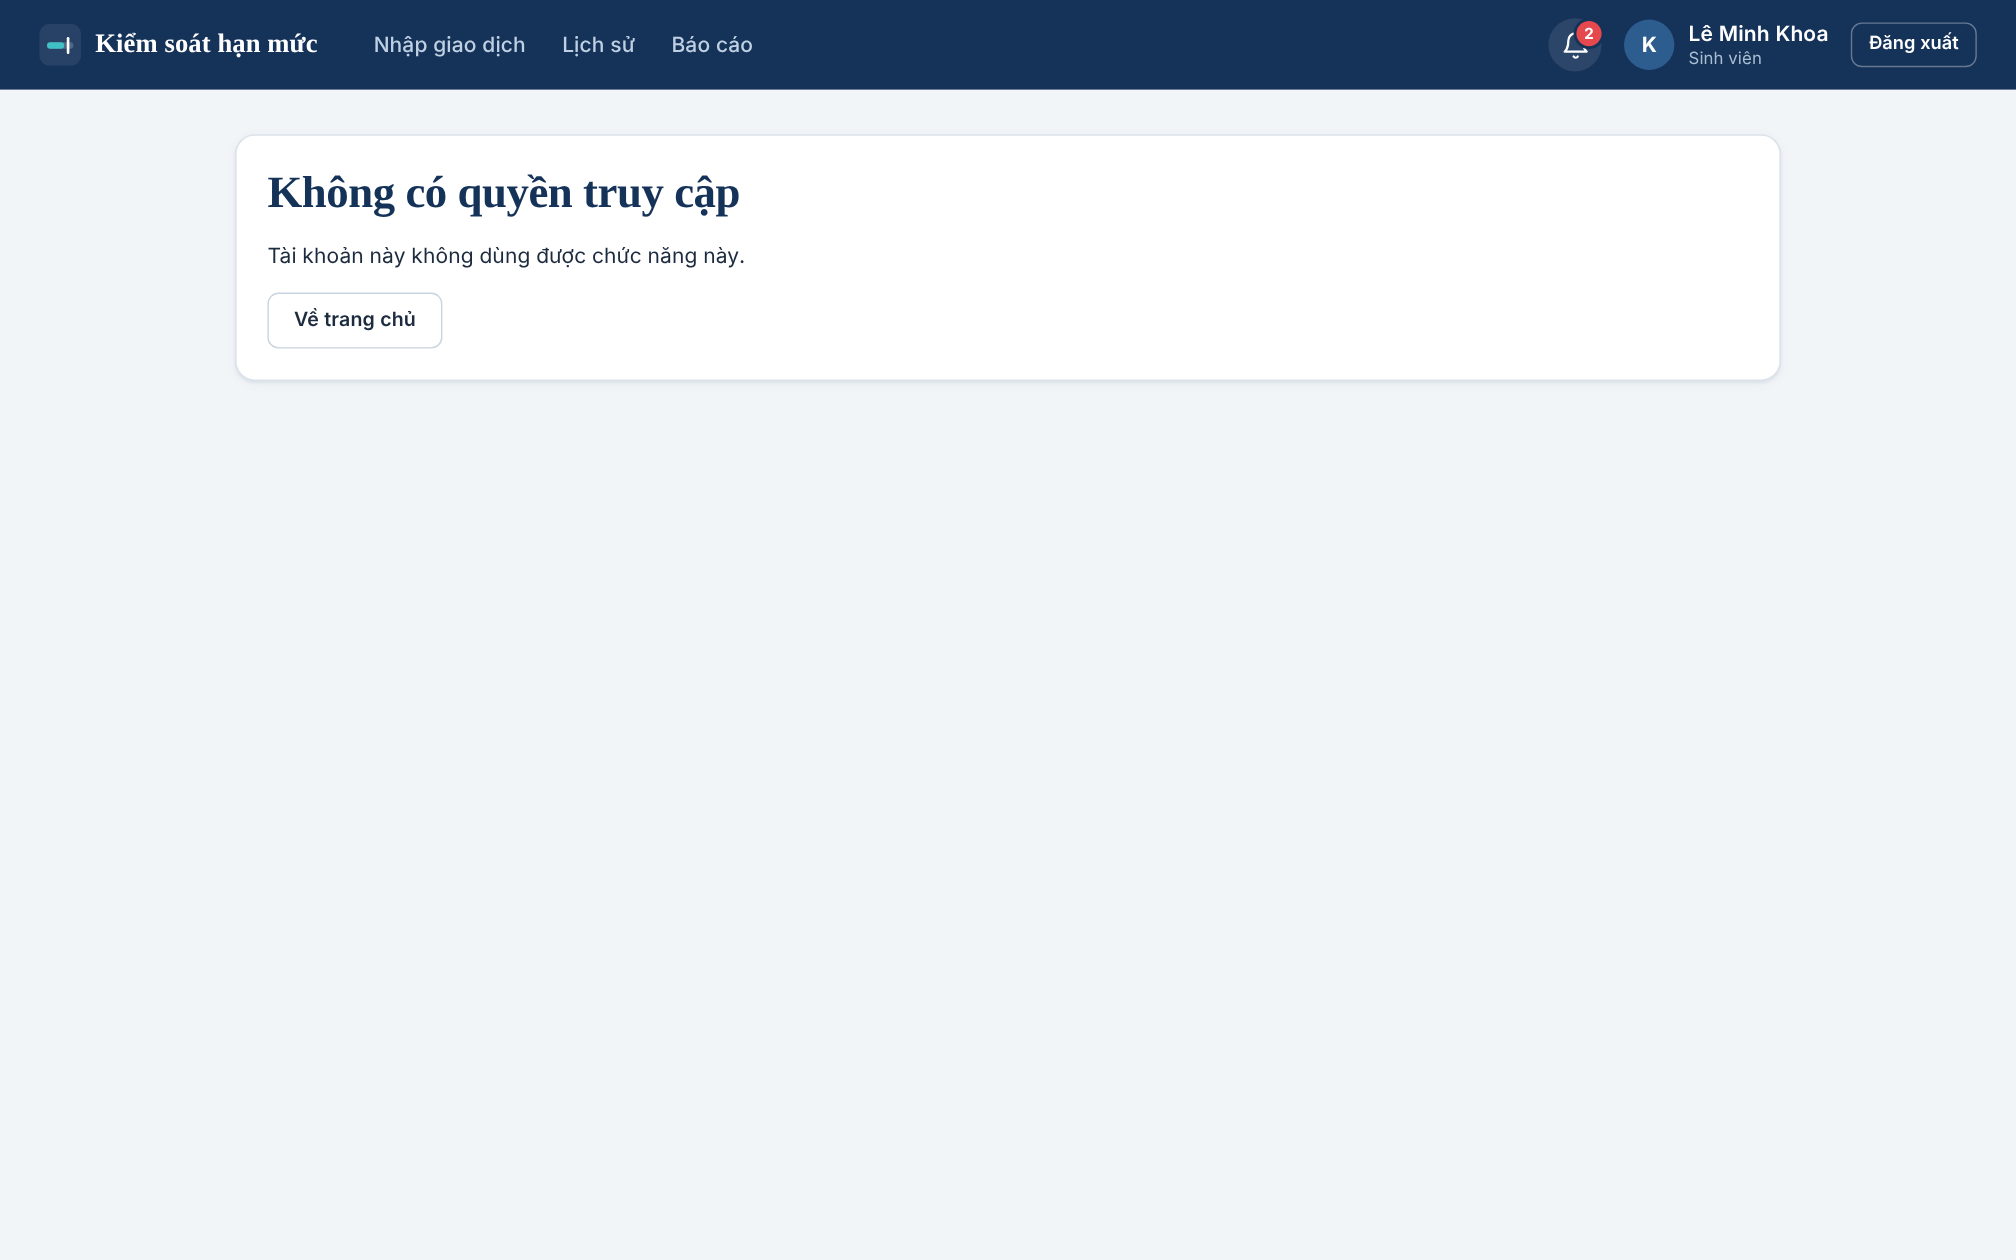 Kiểm soát hạn mức
Nhập giao dịch
Lịch sử
Báo cáo
2
K
Lê Minh Khoa
Sinh viên
Đăng xuất
Không có quyền truy cập
Tài khoản này không dùng được chức năng này.
Về trang chủ